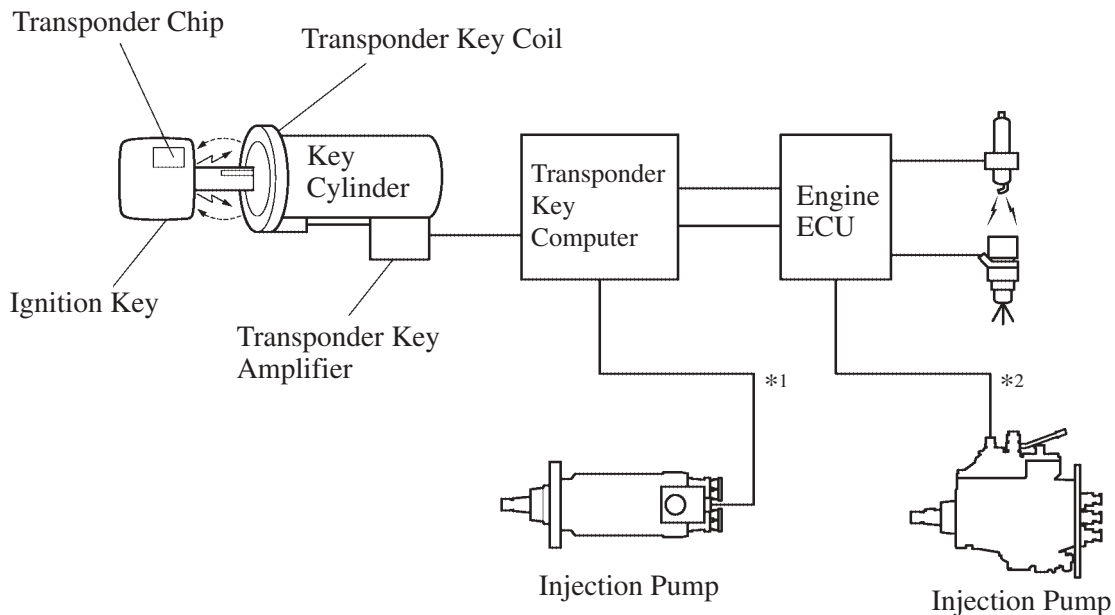 Transponder Chip
Transponder Key Coil
Key
Cylinder
Transponder
Key
Computer
Engine
ECU
Ignition Key
Transponder Key
Amplifier
*1
*2
Injection Pump
Injection Pump